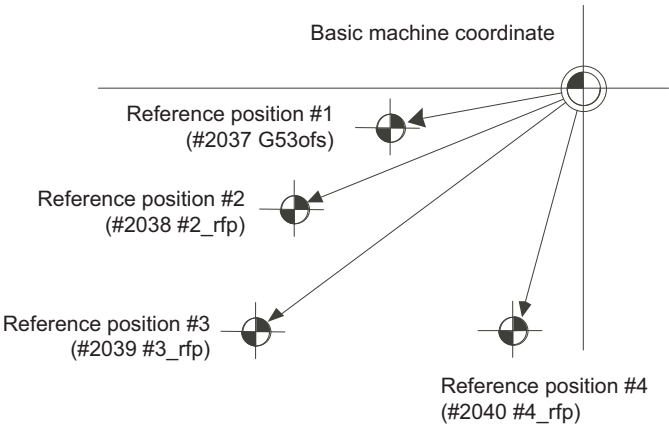 Basic machine coordinate
Reference position #1
(#2037 G53ofs)
Reference position #2
(#2038 #2_rfp)
Reference position #3
(#2039 #3_rfp)
Reference position #4
(#2040 #4_rfp)